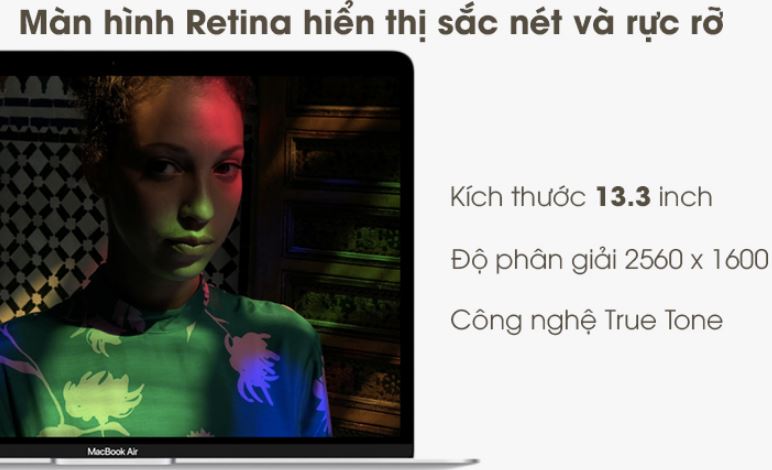 Màn hình Retina hiển thị sắc nét và rực rỡ
Kích thước 13.3 inch
Độ phân giải 2560 x 1600
Công nghệ True Tone
MacBook Air